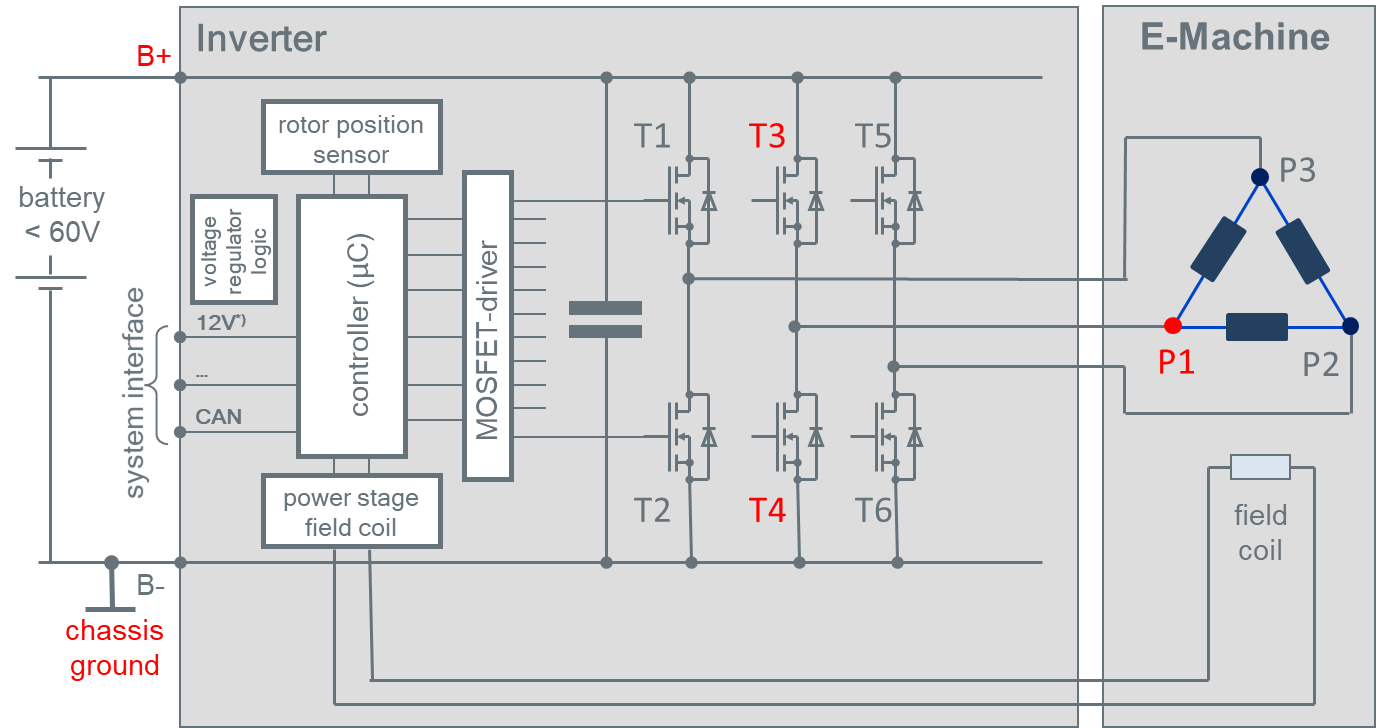 Inverter
E-Machine
B+
rotor position
sensor
T1
T3
T5
P3
battery
< 60V
voltage
regulator
logic
controller (µC)
MOSFET-driver
system interface
12V*)
...
CAN
P1
P2
power stage
field coil
T2
T4
T6
field
coil
B-
chassis
ground